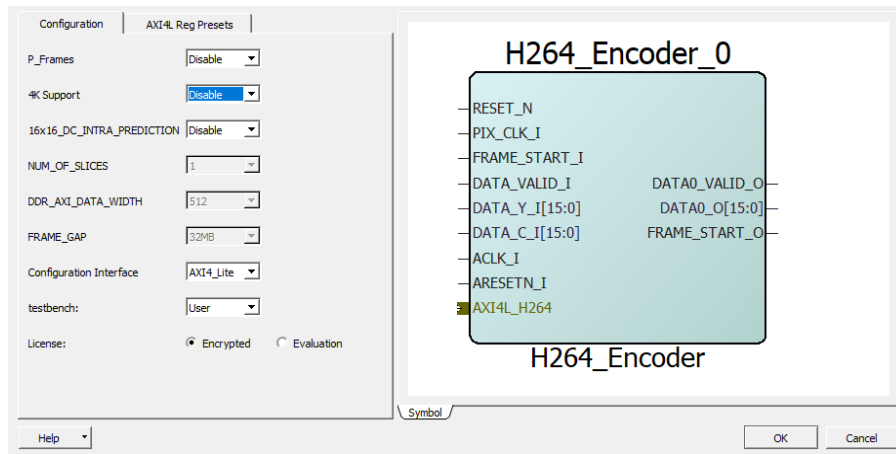 Configuration
AXI4L Reg Presets
P_Frames Disable
4K Support Disable
16x16_DC_INTRA_PREDICTION Disable
NUM_OF_SLICES 1
DDR_AXI_DATA_WIDTH 512
FRAME_GAP 32MB
Configuration Interface AXI4_Lite
testbench: User
License: Encrypted Evaluation
H264_Encoder_0
RESET_N
PIX_CLK_I
FRAME_START_I
DATA_VALID_I DATA0_VALID_O
DATA_Y_I[15:0] DATA0_O[15:0]
DATA_C_I[15:0] FRAME_START_O
ACLK_I
ARESETN_I
AXI4L_H264
H264_Encoder
Symbol
Help OK Cancel